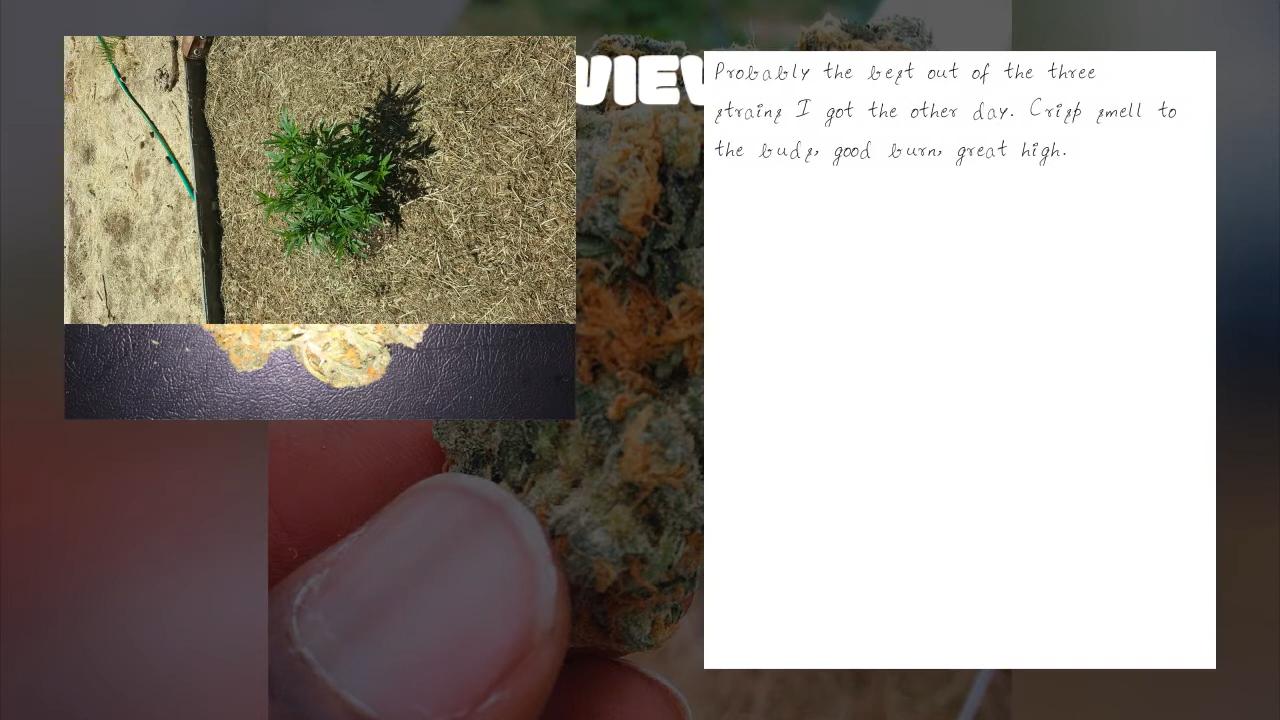 VIEW
Probably the best out of the three
strains I got the other day. Crisp smell to
the buds, good burn, great high.